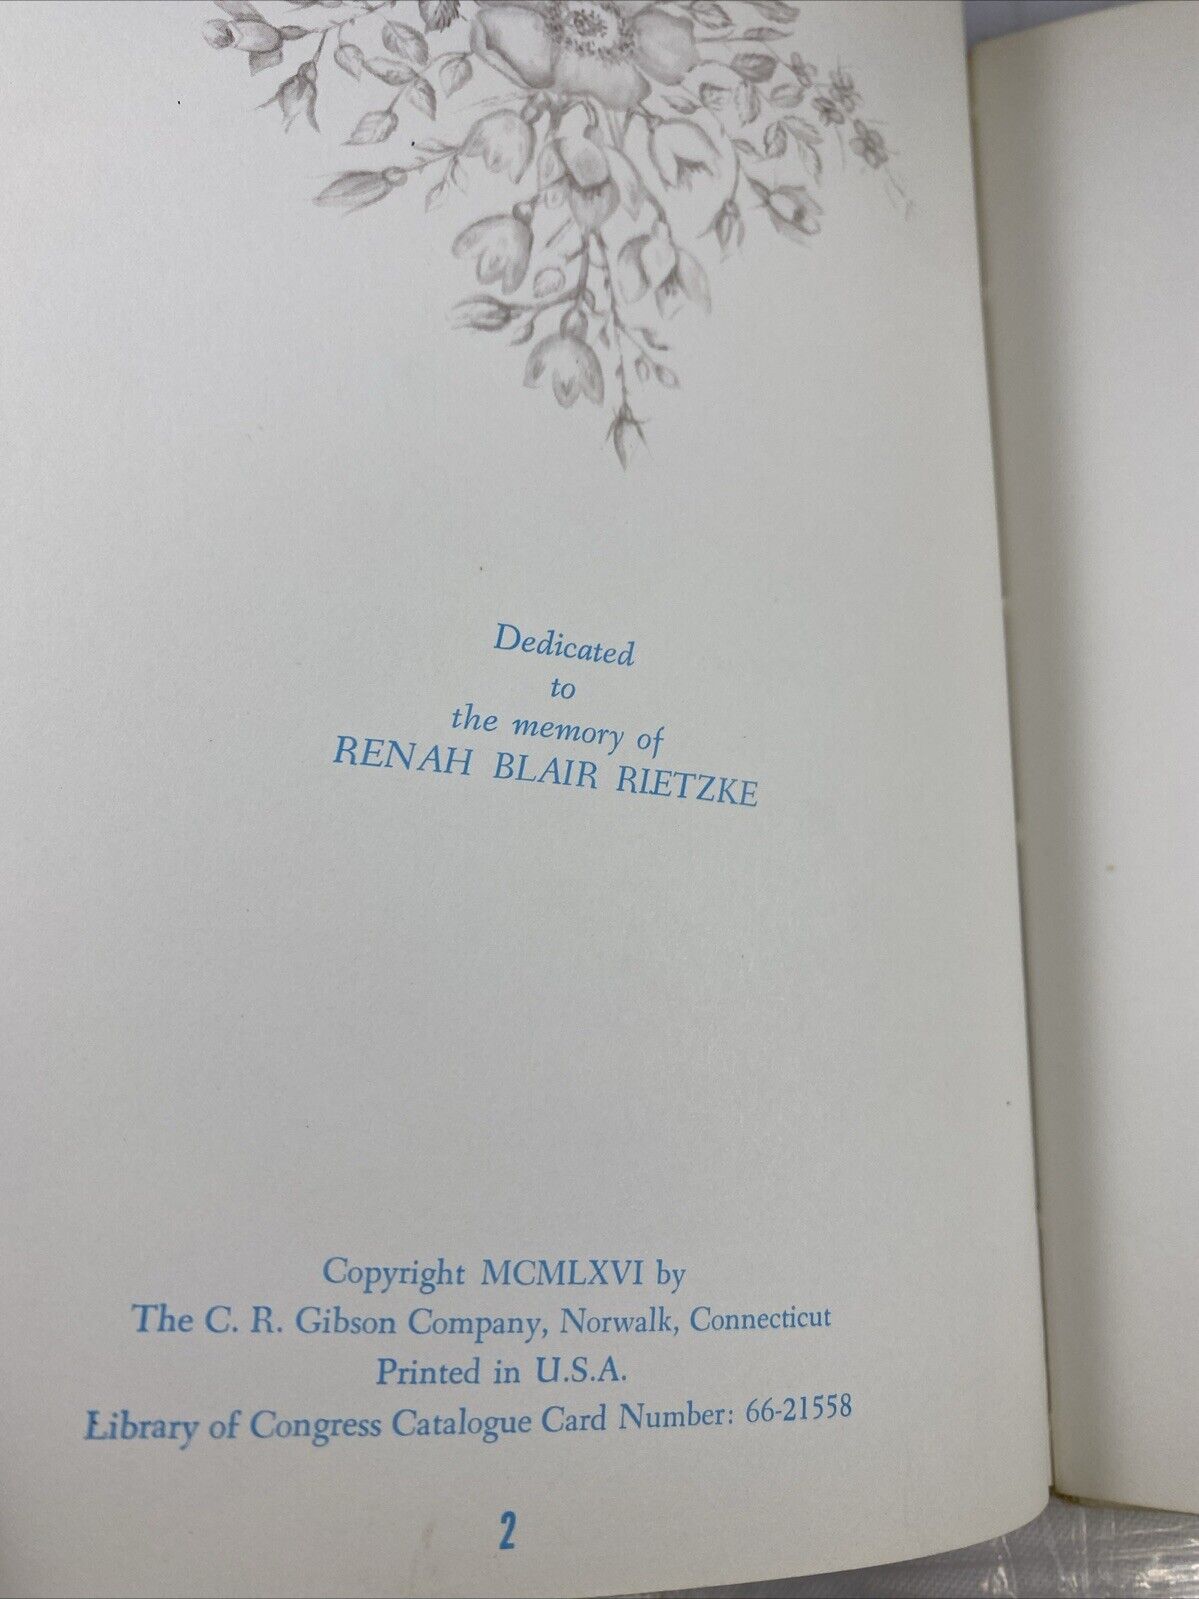 Dedicated
to
the memory of
RENAH BLAIR RIETZKE
Copyright MCMLXVI by
The C. R. Gibson Company, Norwalk, Connecticut
Printed in U.S.A.
Library of Congress Catalogue Card Number: 66-21558
2